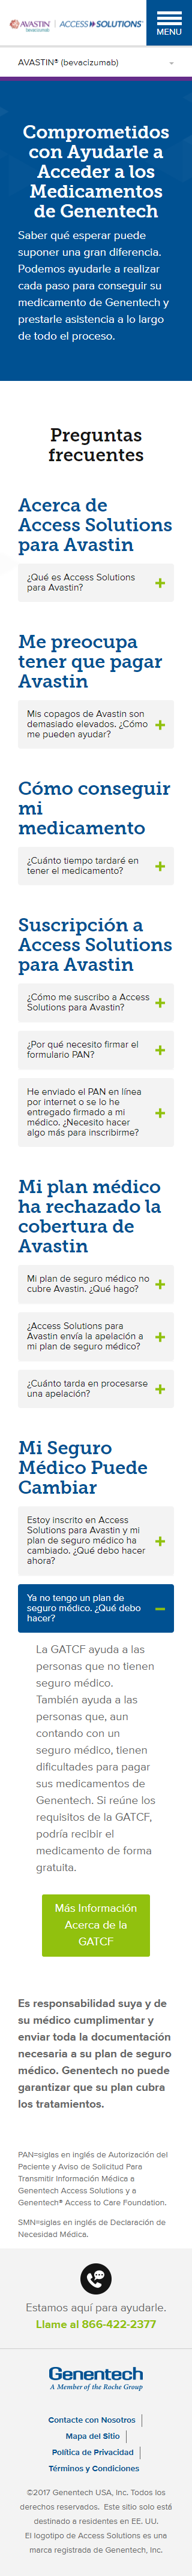 AVASTIN® bevacizumab | ACCESS SOLUTIONS®
MENU
AVASTIN® (bevacizumab)
Comprometidos
con Ayudarle a
Acceder a los
Medicamentos
de Genentech
Saber qué esperar puede
suponer una gran diferencia.
Podemos ayudarle a realizar
cada paso para conseguir su
medicamento de Genentech y
prestarle asistencia a lo largo
de todo el proceso.
Preguntas
frecuentes
Acerca de
Access Solutions
para Avastin
¿Qué es Access Solutions
para Avastin?
Me preocupa
tener que pagar
Avastin
Mis copagos de Avastin son
demasiado elevados. ¿Cómo
me pueden ayudar?
Cómo conseguir
mi
medicamento
¿Cuánto tiempo tardaré en
tener el medicamento?
Suscripción a
Access Solutions
para Avastin
¿Cómo me suscribo a Access
Solutions para Avastin?
¿Por qué necesito firmar el
formulario PAN?
He enviado el PAN en línea
por internet o se lo he
entregado firmado a mi
médico. ¿Necesito hacer
algo más para inscribirme?
Mi plan médico
ha rechazado la
cobertura de
Avastin
Mi plan de seguro médico no
cubre Avastin. ¿Qué hago?
¿Access Solutions para
Avastin envía la apelación a
mi plan de seguro médico?
¿Cuánto tarda en procesarse
una apelación?
Mi Seguro
Médico Puede
Cambiar
Estoy inscrito en Access
Solutions para Avastin y mi
plan de seguro médico ha
cambiado. ¿Qué debo hacer
ahora?
Ya no tengo un plan de
seguro médico. ¿Qué debo
hacer?
La GATCF ayuda a las
personas que no tienen
seguro médico.
También ayuda a las
personas que, aun
contando con un
seguro médico, tienen
dificultades para pagar
sus medicamentos de
Genentech. Si reúne los
requisitos de la GATCF,
podría recibir el
medicamento de forma
gratuita.
Más Información
Acerca de la
GATCF
Es responsabilidad suya y de
su médico cumplimentar y
enviar toda la documentación
necesaria a su plan de seguro
médico. Genentech no puede
garantizar que su plan cubra
los tratamientos.
PAN=siglas en inglés de Autorización del
Paciente y Aviso de Solicitud Para
Transmitir Información Médica a
Genentech Access Solutions y a
Genentech® Access to Care Foundation.
SMN=siglas en inglés de Declaración de
Necesidad Médica.
Estamos aquí para ayudarle.
Llame al 866-422-2377
Genentech
A Member of the Roche Group
Contacte con Nosotros |
Mapa del Sitio |
Política de Privacidad |
Términos y Condiciones
©2017 Genentech USA, Inc. Todos los
derechos reservados. Este sitio solo está
destinado a residentes en EE. UU.
El logotipo de Access Solutions es una
marca registrada de Genentech, Inc.